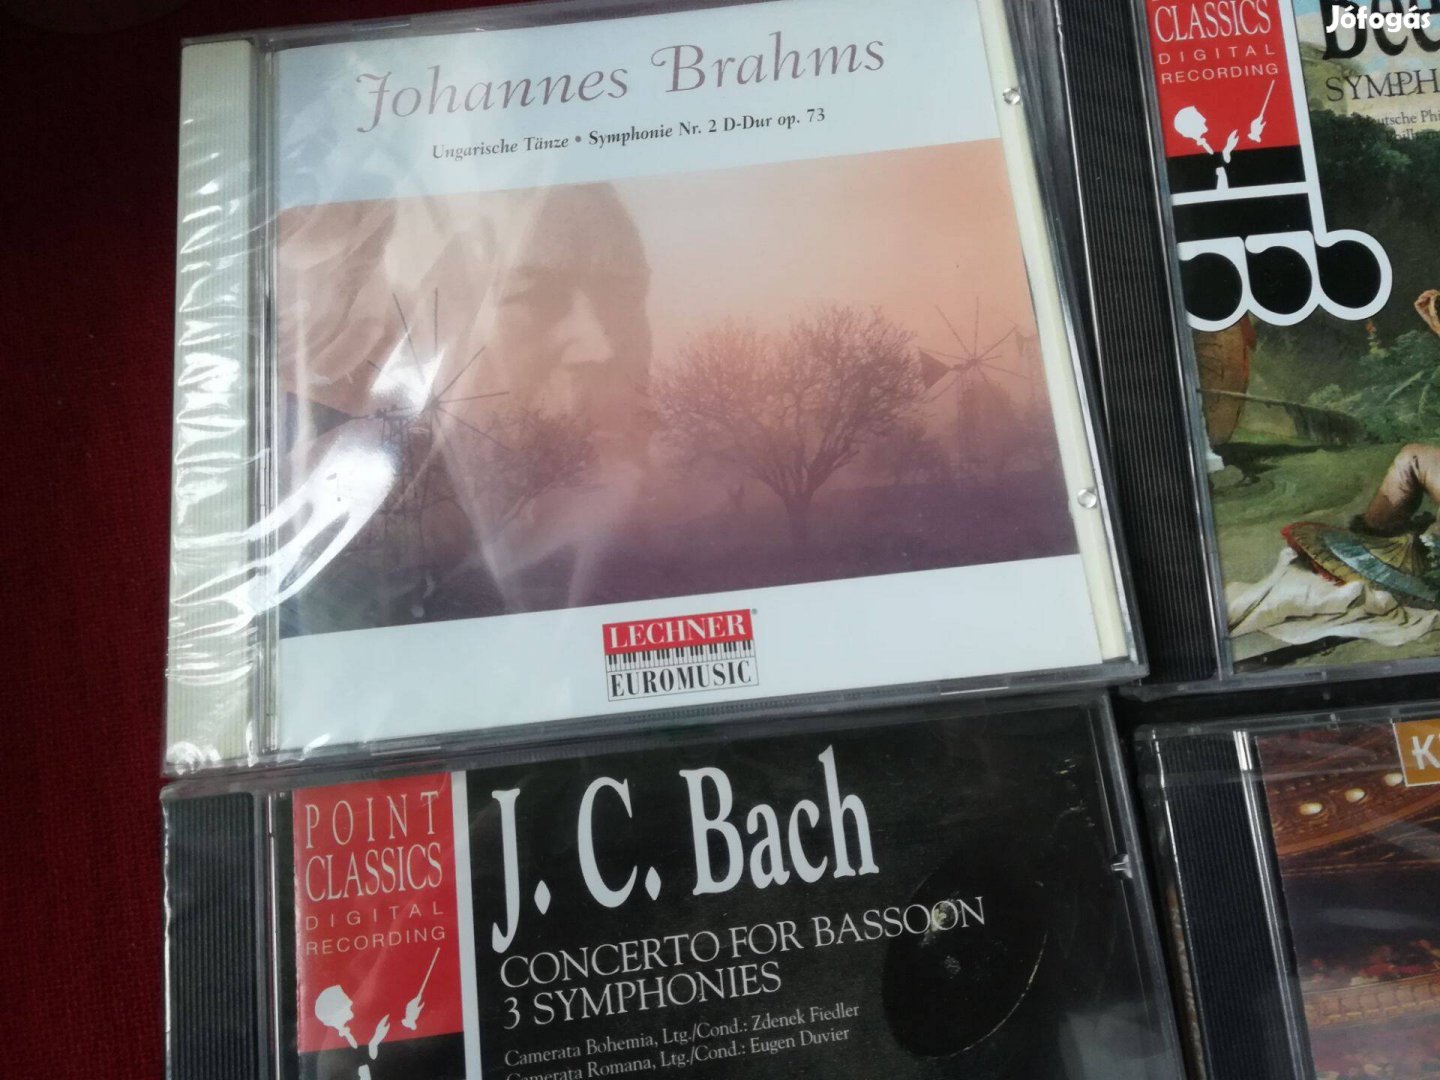 Jófogás
Johannes Brahms
Ungarische Tänze • Symphonie Nr. 2 D-Dur op. 73
LECHNER
EUROMUSIC
CLASSICS
DIGITAL
RECORDING
SYMPH
POINT
CLASSICS
DIGITAL
RECORDING
J. C. Bach
CONCERTO FOR BASSOON
3 SYMPHONIES
Camerata Bohemia, Ltg./Cond.: Zdenek Fiedler
Camerata Romana, Ltg./Cond.: Eugen Duvier